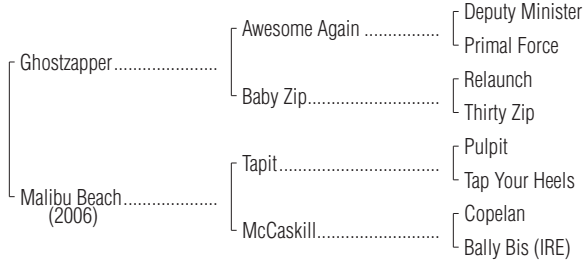 Deputy Minister
Awesome Again ..................
Primal Force
Ghostzapper.....................
Relaunch
Baby Zip...............................
Thirty Zip
Pulpit
Tapit......................................
Tap Your Heels
Malibu Beach...................
(2006)
Copelan
McCaskill.............................
Bally Bis (IRE)